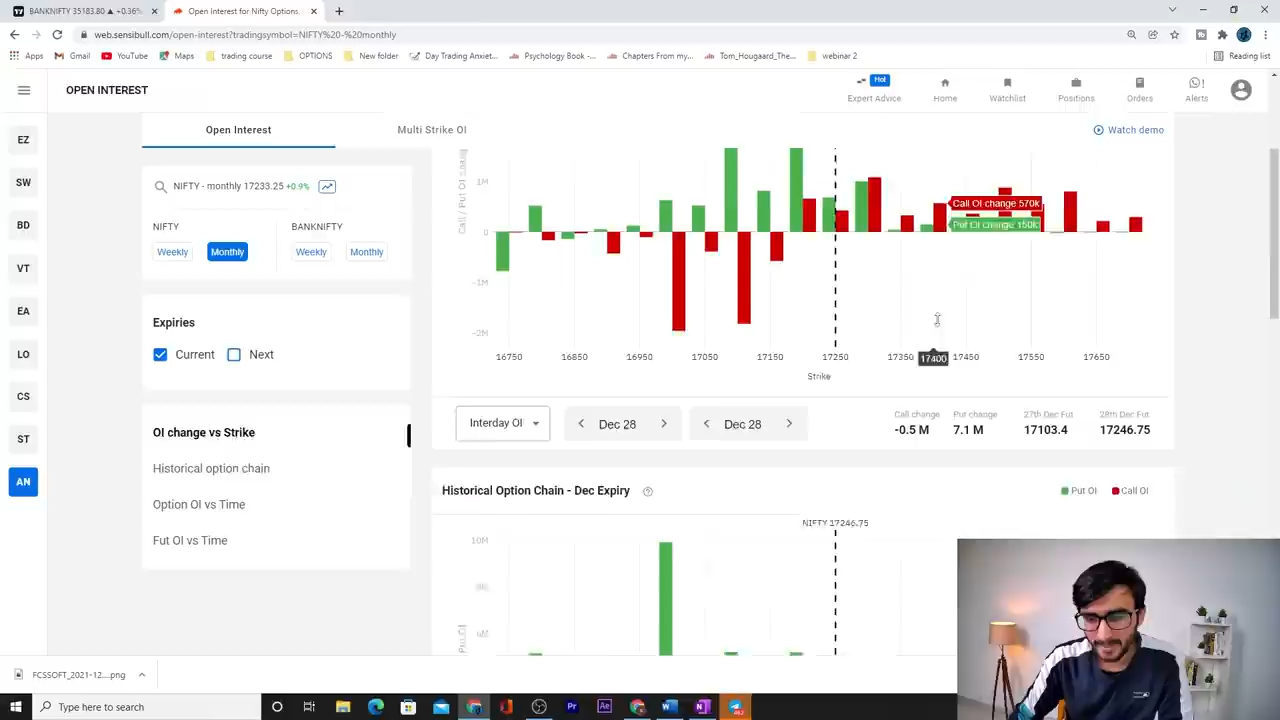 BANKNIFTY 35183.80 ▲ +0.36%
Open Interest for Nifty Options,
web.sensibull.com/open-interest?tradingsymbol=NIFTY%20-%20monthly
Apps
Gmail
YouTube
Maps
trading course
OPTIONS
New folder
Day Trading Anxiet...
Psychology Book -...
Chapters From my...
Tom_Hougaard_The...
webinar 2
Reading list
OPEN INTEREST
Hot
Expert Advice
Home
Watchlist
Positions
Orders
Alerts
EZ
SW
BD
VT
EA
LO
CS
ST
AN
Open Interest
Multi Strike OI
Watch demo
NIFTY - monthly 17233.25 +0.9%
NIFTY
BANKNIFTY
Weekly
Monthly
Weekly
Monthly
Expiries
Current
Next
OI change vs Strike
Historical option chain
Option OI vs Time
Fut OI vs Time
Call / Put OI
1M
0
-1M
-2M
Call OI change 570k
Put OI change 150k
16750
16850
16950
17050
17150
17250
17350
17400
17450
17550
17650
Strike
Interday OI
Dec 28
Dec 28
Call change
-0.5 M
Put change
7.1 M
27th Dec Fut
17103.4
28th Dec Fut
17246.75
Historical Option Chain - Dec Expiry
Put OI
Call OI
NIFTY 17246.75
10M
FCSSOFT_2021-12....png
Type here to search